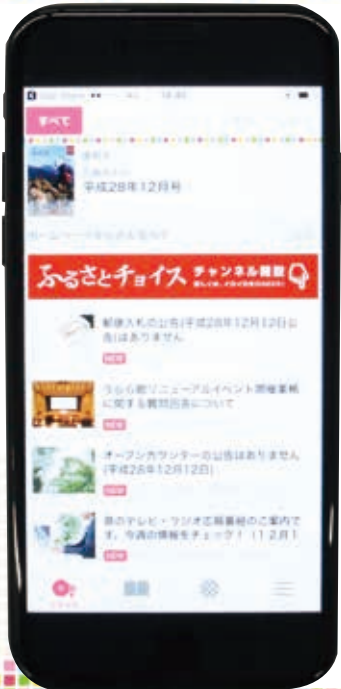 すべて
平成28年12月号
ふるさとチョイス チャンネル開設
郵便入札の公告(平成28年12月12日公
告)はありません
NEW
うらら館リニューアルイベント開催業務
に関する質問回答について
NEW
オープンカウンターの公告はありません
(平成28年12月12日)
NEW
県のテレビ・ラジオ広報番組のご案内で
す。今週の情報をチェック!(12月1
NEW